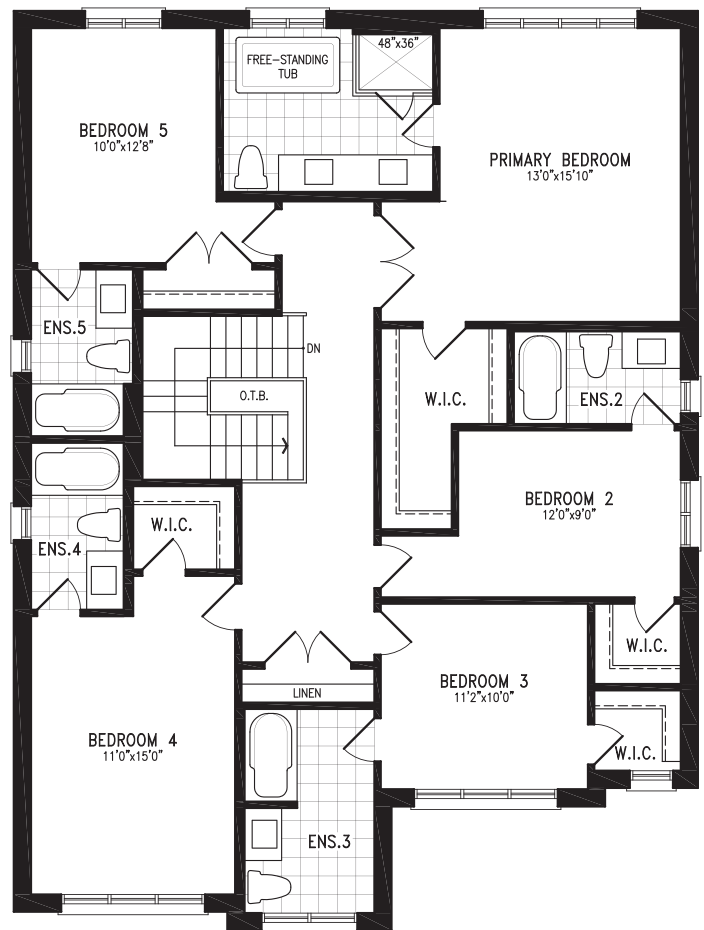 48"x36"
FREE-STANDING
TUB
BEDROOM 5
10'0"x12'8"
PRIMARY BEDROOM
13'0"x15'10"
ENS.5
DN
O.T.B.
W.I.C.
ENS.2
BEDROOM 2
12'0"x9'0"
W.I.C.
ENS.4
W.I.C.
BEDROOM 3
11'2"x10'0"
LINEN
BEDROOM 4
11'0"x15'0"
W.I.C.
ENS.3